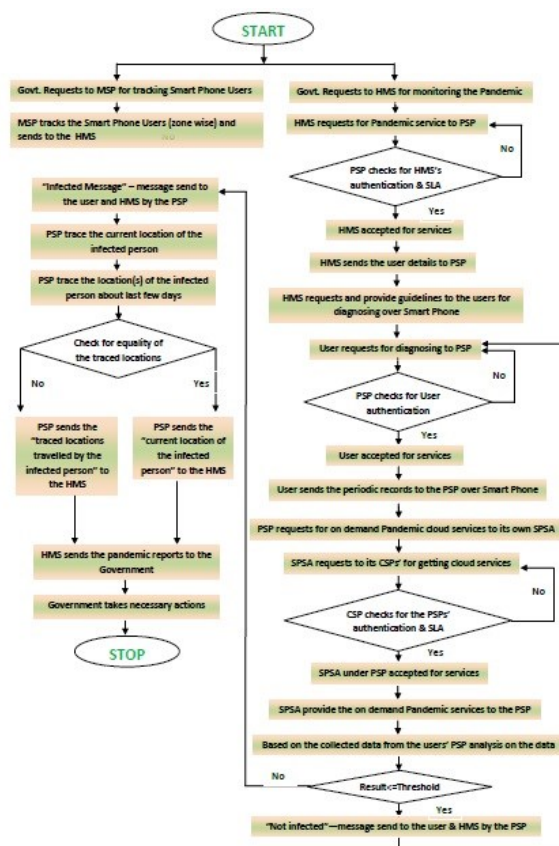 START
Govt. Requests to MSP for tracking Smart Phone Users
MSP tracks the Smart Phone Users (zone wise) and
sends to the HMS
No
"Infected Message" – message send to
the user and HMS by the PSP
PSP trace the current location of the
infected person
PSP trace the location(s) of the infected
person about last few days
Check for equality of
the traced locations
No
Yes
PSP sends the
"traced locations
travelled by the
infected person" to
the HMS
PSP sends the
"current location of
the infected
person" to the HMS
HMS sends the pandemic reports to the
Government
Government takes necessary actions
STOP
Govt. Requests to HMS for monitoring the Pandemic
HMS requests for Pandemic service to PSP
No
PSP checks for HMS's
authentication & SLA
Yes
HMS accepted for services
HMS sends the user details to PSP
HMS requests and provide guidelines to the users for
diagnosing over Smart Phone
User requests for diagnosing to PSP
No
PSP checks for User
authentication
Yes
User accepted for services
User sends the periodic records to the PSP over Smart Phone
PSP requests for on demand Pandemic cloud services to its own SPSA
SPSA requests to its CSPs' for getting cloud services
No
CSP checks for the PSPs'
authentication & SLA
Yes
SPSA under PSP accepted for services
SPSA provide the on demand Pandemic services to the PSP
Based on the collected data from the users' PSP analysis on the data
No
Result<=Threshold
Yes
"Not infected"—message send to the user & HMS by the PSP